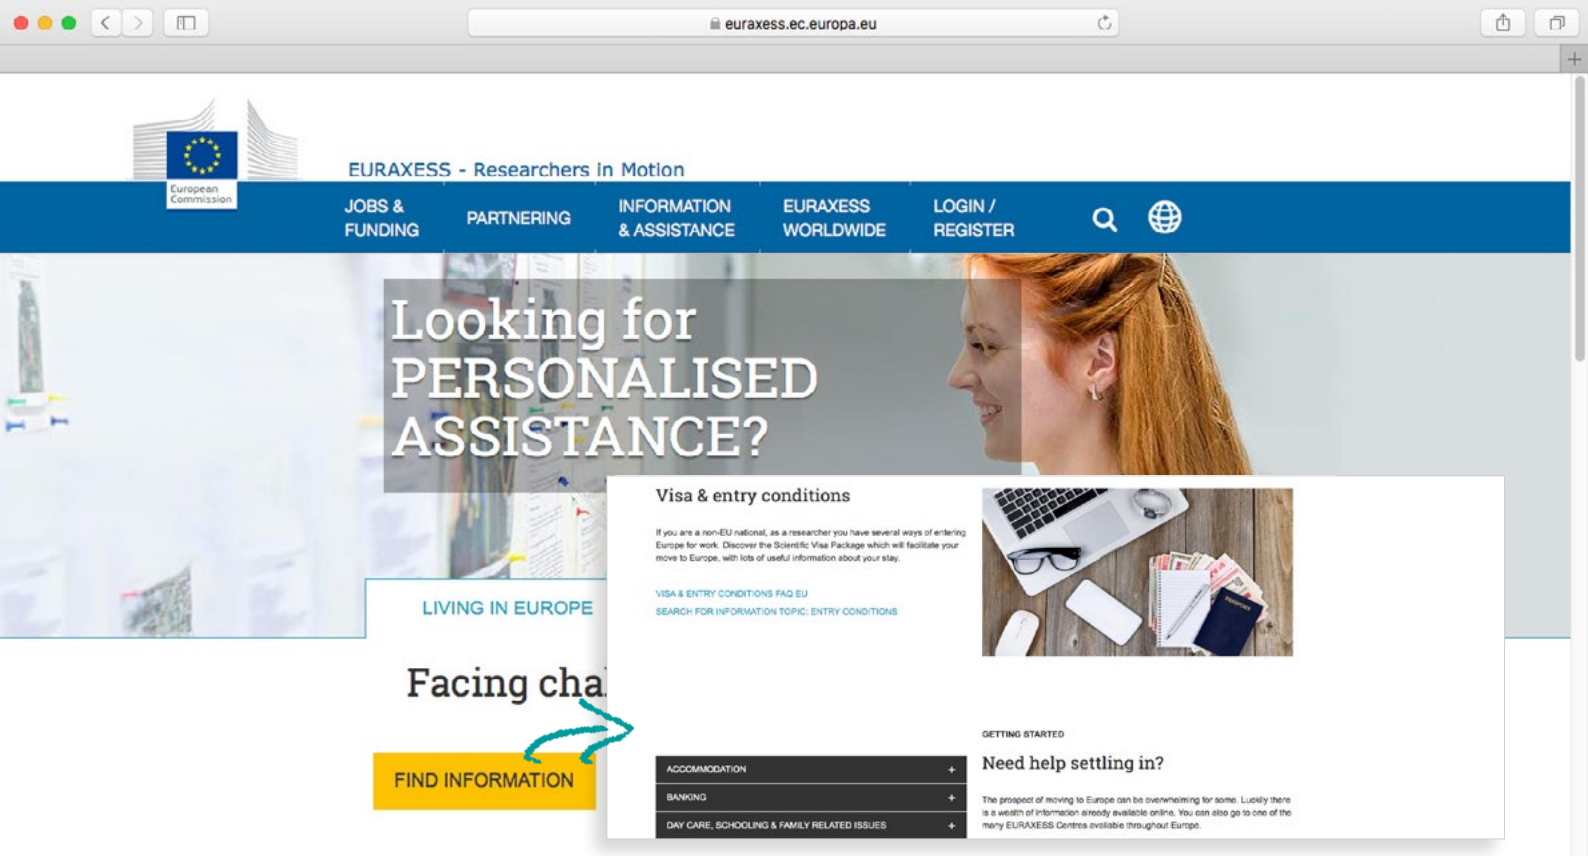 euraxess.ec.europa.eu
European
Commission
EURAXESS - Researchers in Motion
JOBS &
FUNDING
PARTNERING
INFORMATION
& ASSISTANCE
EURAXESS
WORLDWIDE
LOGIN /
REGISTER
Looking for
PERSONALISED
ASSISTANCE?
LIVING IN EUROPE
Facing cha
FIND INFORMATION
Visa & entry conditions
If you are a non-EU national, as a researcher you have several ways of entering
Europe for work. Discover the Scientific Visa Package which will facilitate your
move to Europe, with lots of useful information about your stay.
VISA & ENTRY CONDITIONS FAQ EU
SEARCH FOR INFORMATION TOPIC: ENTRY CONDITIONS
PASSPORT
ACCOMMODATION +
BANKING +
DAY CARE, SCHOOLING & FAMILY RELATED ISSUES +
GETTING STARTED
Need help settling in?
The prospect of moving to Europe can be overwhelming for some. Luckily there
is a wealth of information already available online. You can also go to one of the
many EURAXESS Centres available throughout Europe.